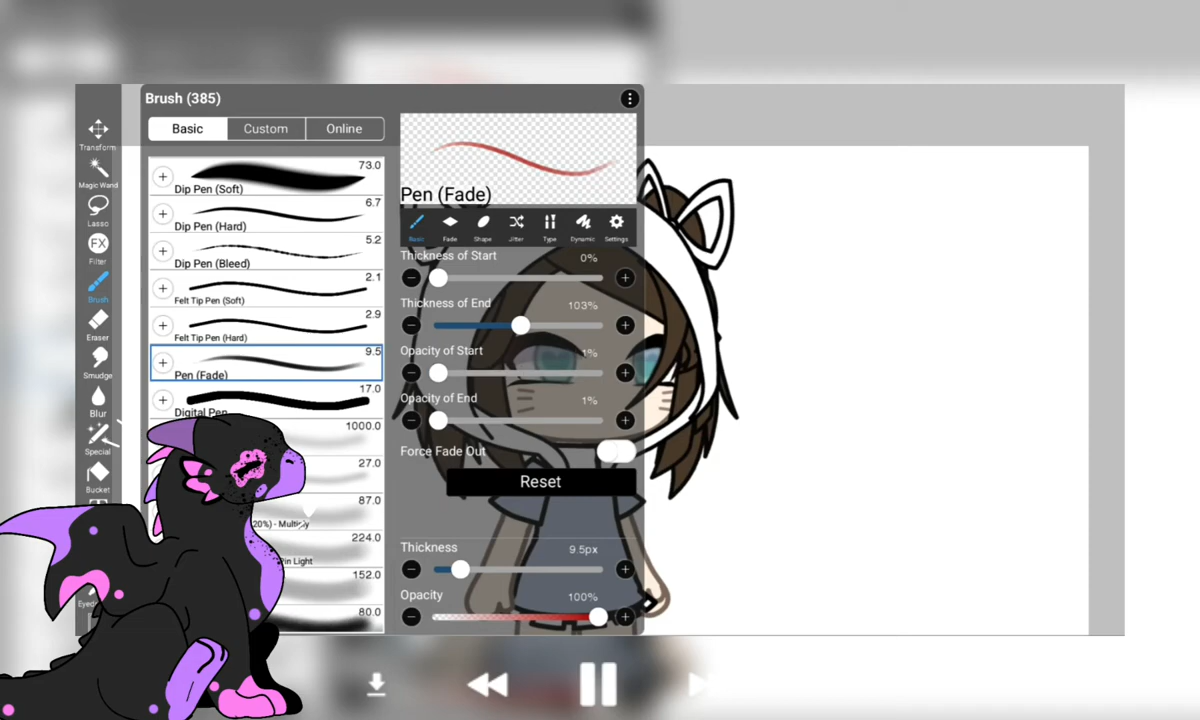 Brush (385)
Basic
Custom
Online
Transform
Magic Wand
Lasso
FX
Filter
Brush
Eraser
Smudge
Blur
Special
Bucket
73.0
Dip Pen (Soft)
6.7
Dip Pen (Hard)
5.2
Dip Pen (Bleed)
2.1
Felt Tip Pen (Soft)
2.9
Felt Tip Pen (Hard)
9.5
Pen (Fade)
17.0
Digital Pen
1000.0
27.0
87.0
20%) - Multiply
224.0
Pin Light
152.0
80.0
Pen (Fade)
Basic
Fade
Shape
Jitter
Type
Dynamic
Settings
Thickness of Start
0%
Thickness of End
103%
Opacity of Start
1%
Opacity of End
1%
Force Fade Out
Reset
Thickness
9.5px
Opacity
100%